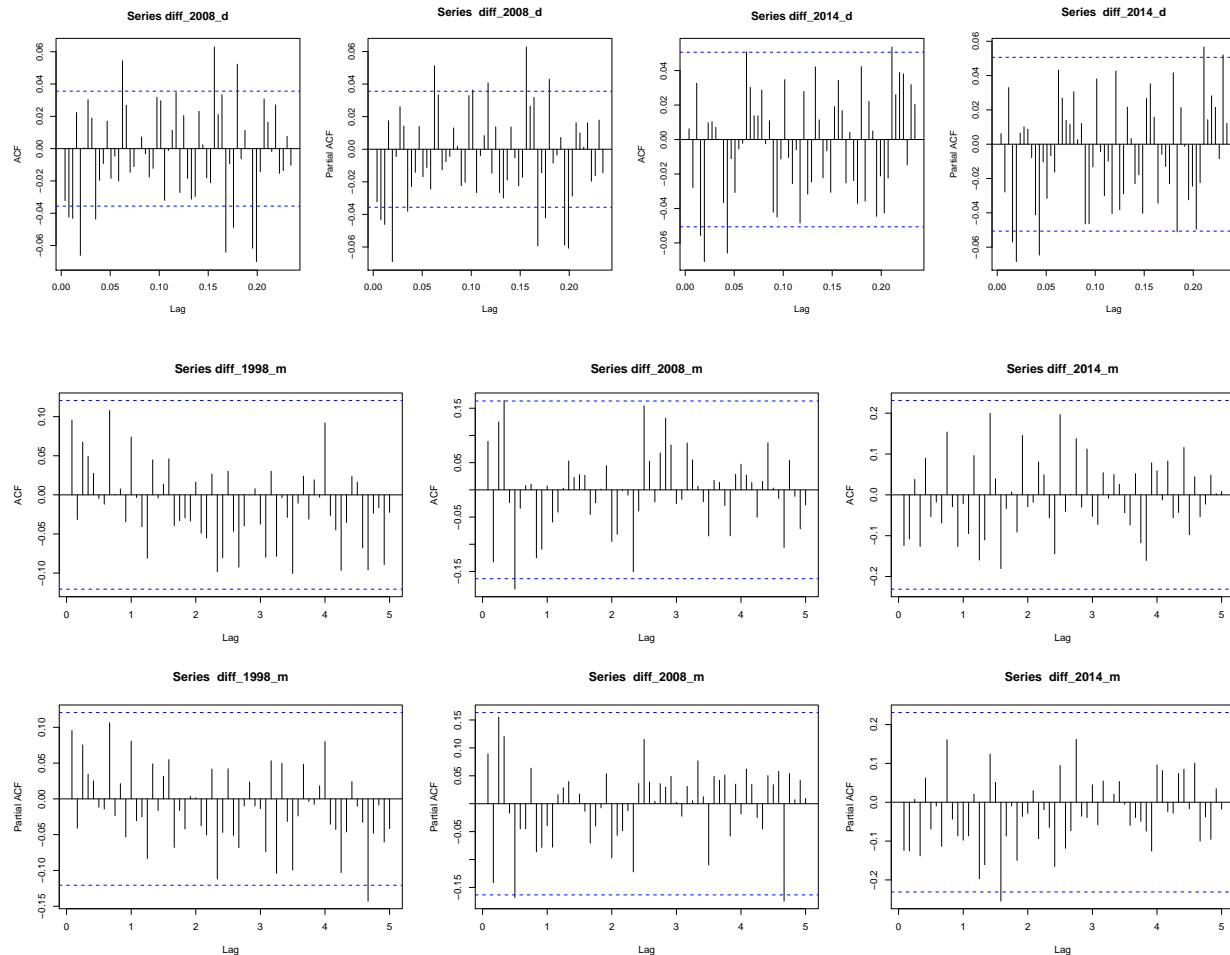 Series diff_2008_d
ACF
0.06
0.04
0.02
0.00
−0.02
−0.04
−0.06
0.00 0.05 0.10 0.15 0.20
Lag
Series diff_2008_d
Partial ACF
0.06
0.04
0.02
0.00
−0.02
−0.04
−0.06
0.00 0.05 0.10 0.15 0.20
Lag
Series diff_2014_d
ACF
0.04
0.02
0.00
−0.02
−0.04
−0.06
0.00 0.05 0.10 0.15 0.20
Lag
Series diff_2014_d
Partial ACF
0.06
0.04
0.02
0.00
−0.02
−0.04
−0.06
0.00 0.05 0.10 0.15 0.20
Lag
Series diff_1998_m
ACF
0.10
0.05
0.00
−0.05
−0.10
0 1 2 3 4 5
Lag
Series diff_2008_m
ACF
0.15
0.05
−0.05
−0.15
0 1 2 3 4 5
Lag
Series diff_2014_m
ACF
0.2
0.1
0.0
−0.1
−0.2
0 1 2 3 4 5
Lag
Series diff_1998_m
Partial ACF
0.10
0.05
0.00
−0.05
−0.10
−0.15
0 1 2 3 4 5
Lag
Series diff_2008_m
Partial ACF
0.15
0.10
0.05
−0.05
−0.15
0 1 2 3 4 5
Lag
Series diff_2014_m
Partial ACF
0.2
0.1
0.0
−0.1
−0.2
0 1 2 3 4 5
Lag